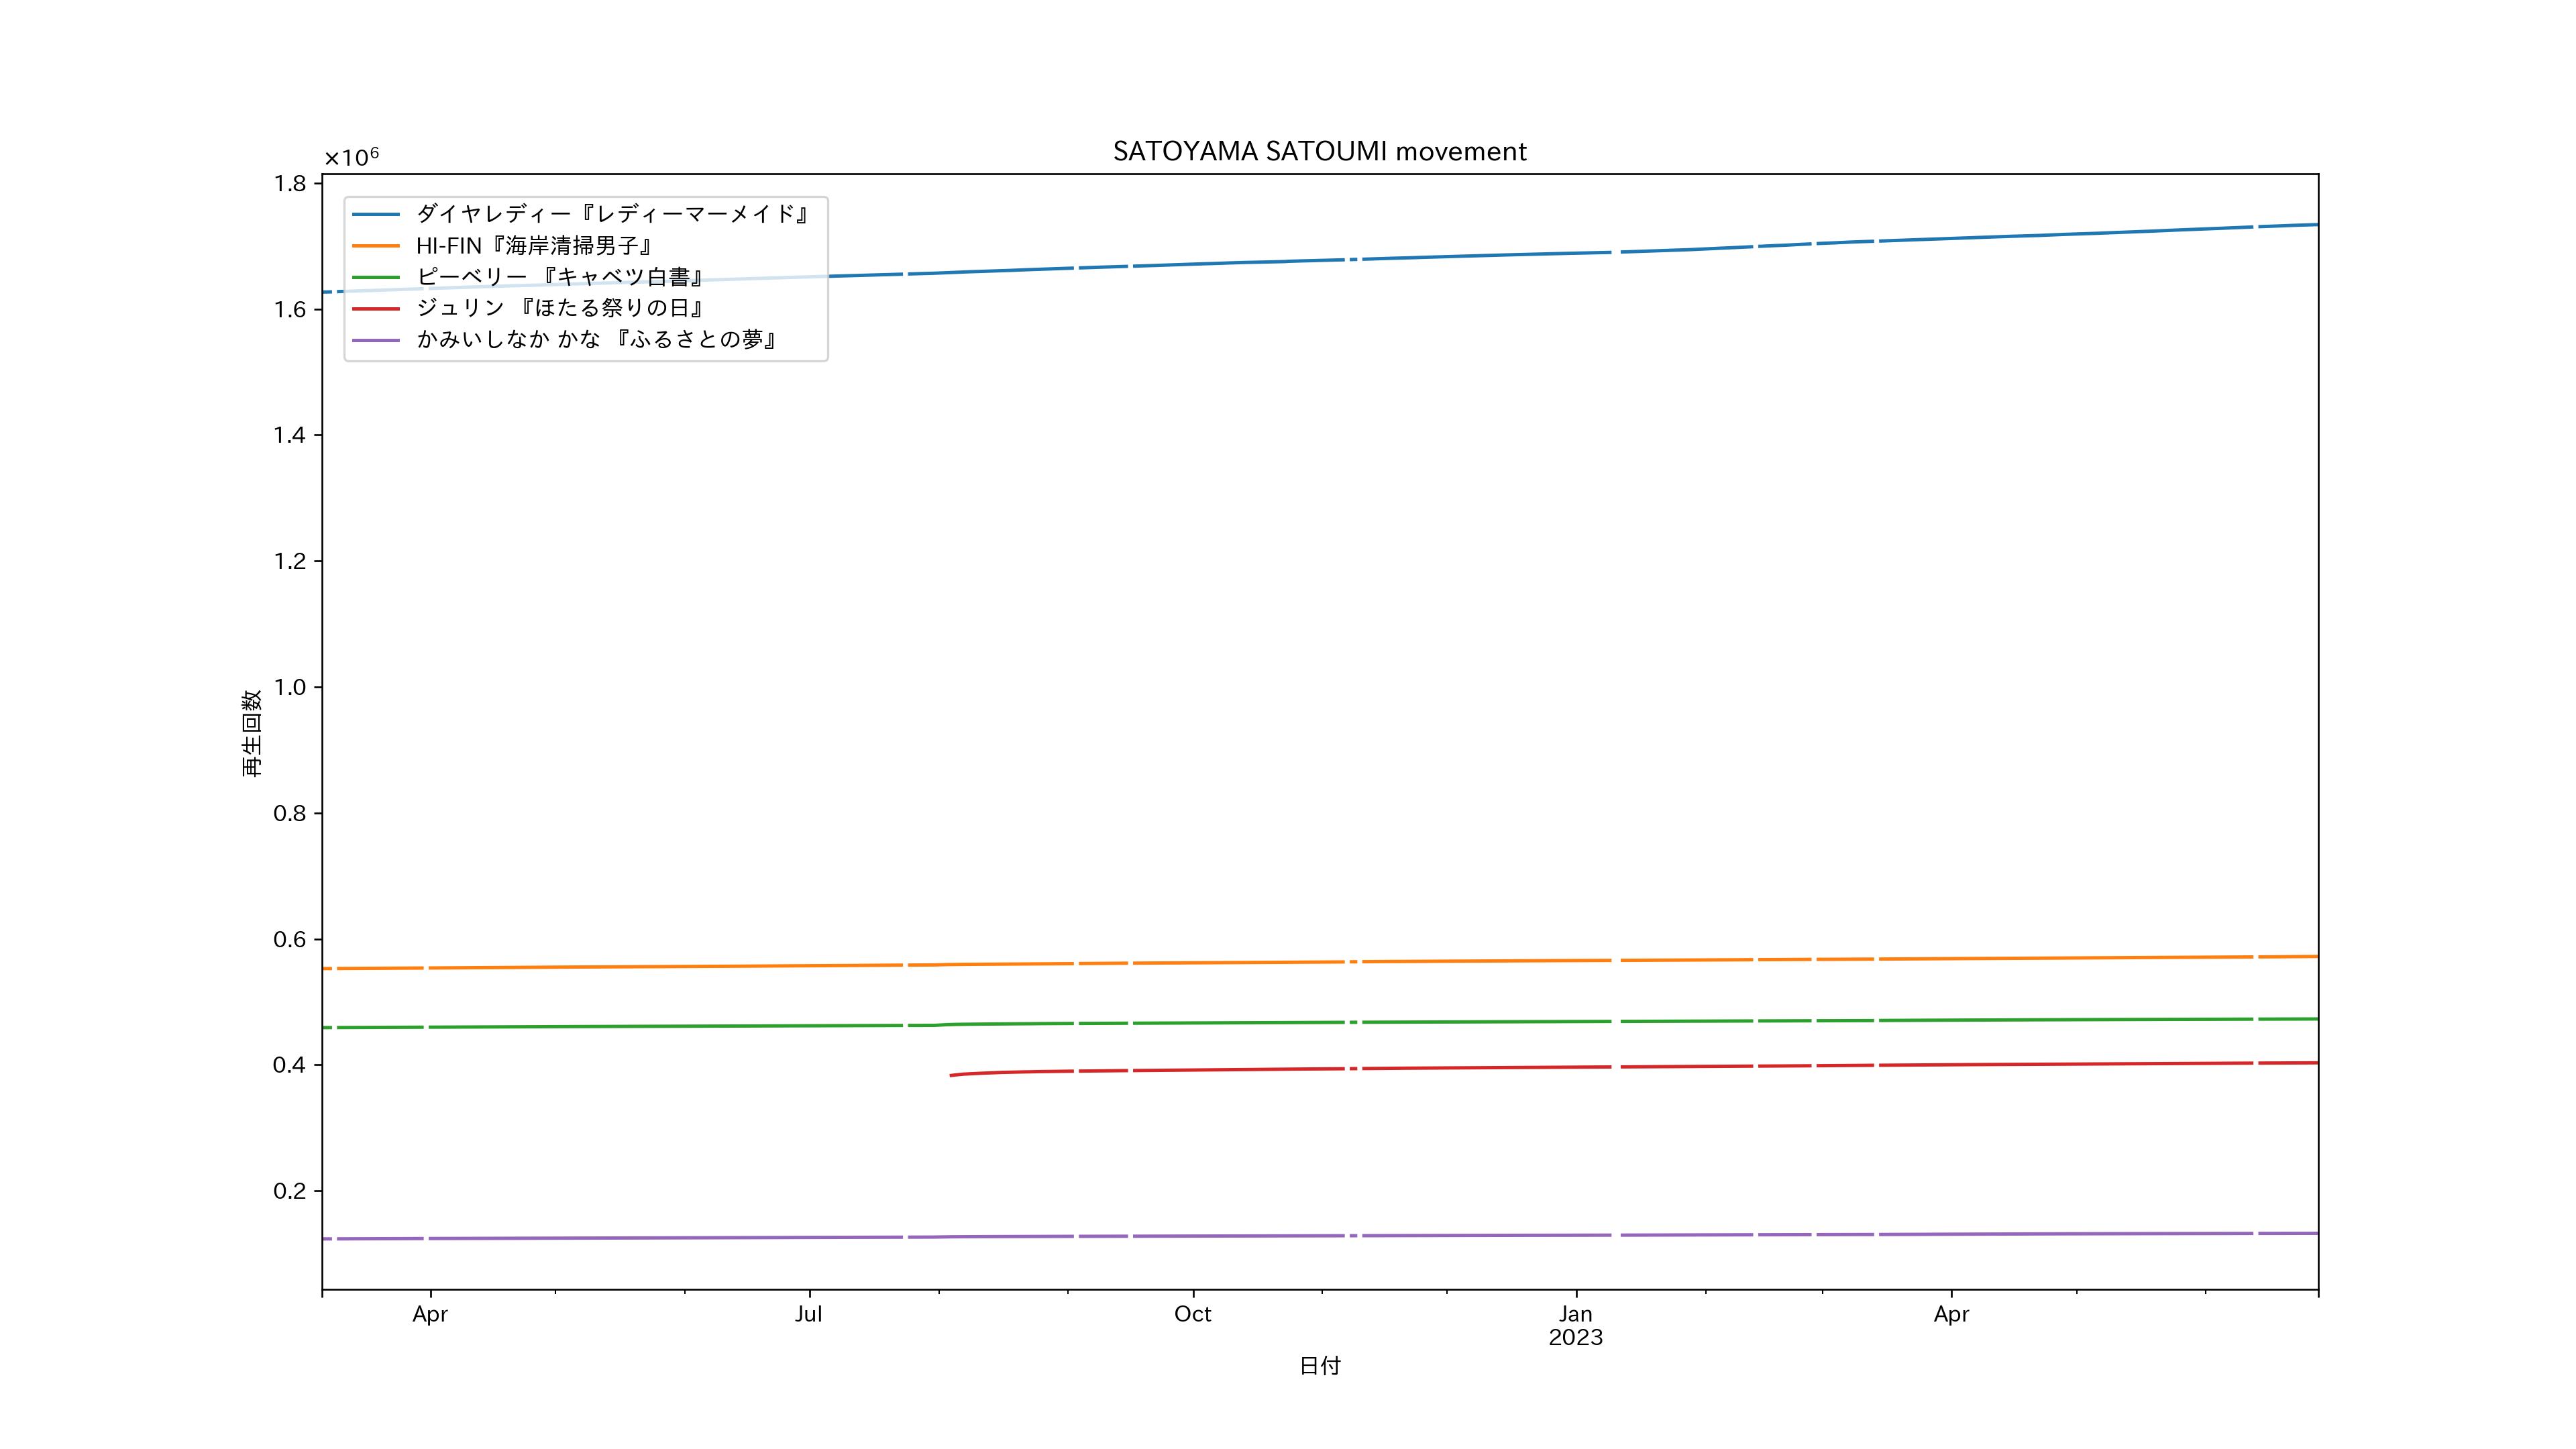 SATOYAMA SATOUMI movement
×10⁶
1.8
1.6
1.4
1.2
1.0
0.8
0.6
0.4
0.2
再生回数
ダイヤレディー『レディーマーメイド』
HI-FIN『海岸清掃男子』
ピーベリー 『キャベツ白書』
ジュリン 『ほたる祭りの日』
かみいしなか かな 『ふるさとの夢』
Apr Jul Oct Jan Apr
2023
日付